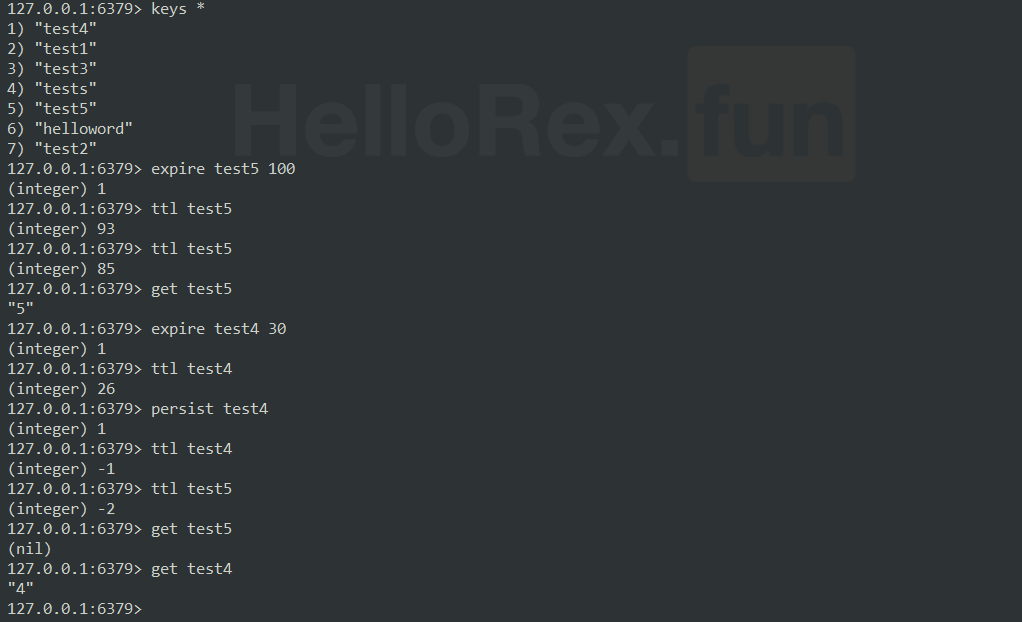 127.0.0.1:6379> keys *
1) "test4"
2) "test1"
3) "test3"
4) "tests"
5) "test5"
6) "helloword"
7) "test2"
127.0.0.1:6379> expire test5 100
(integer) 1
127.0.0.1:6379> ttl test5
(integer) 93
127.0.0.1:6379> ttl test5
(integer) 85
127.0.0.1:6379> get test5
"5"
127.0.0.1:6379> expire test4 30
(integer) 1
127.0.0.1:6379> ttl test4
(integer) 26
127.0.0.1:6379> persist test4
(integer) 1
127.0.0.1:6379> ttl test4
(integer) -1
127.0.0.1:6379> ttl test5
(integer) -2
127.0.0.1:6379> get test5
(nil)
127.0.0.1:6379> get test4
"4"
127.0.0.1:6379>
HelloRex.fun